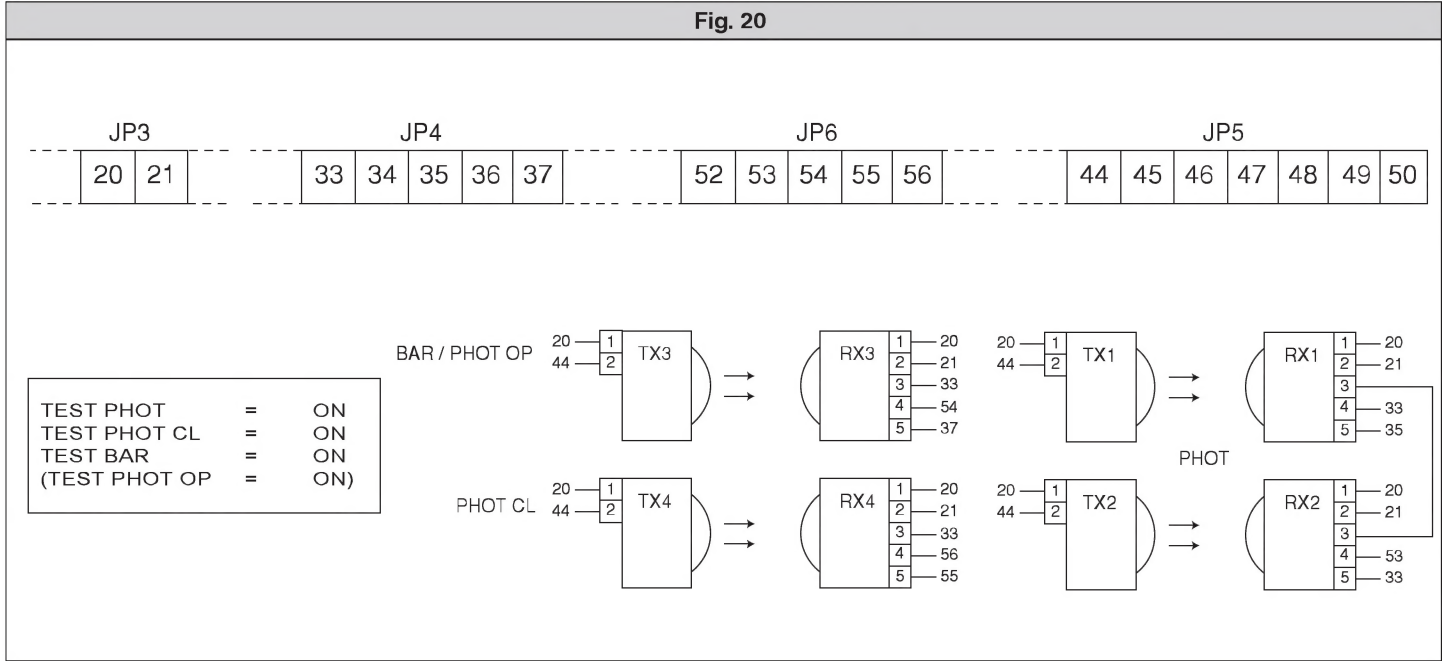 Fig. 20
JP3
20 21
JP4
33 34 35 36 37
JP6
52 53 54 55 56
JP5
44 45 46 47 48 49 50
TEST PHOT = ON
TEST PHOT CL = ON
TEST BAR = ON
(TEST PHOT OP = ON)
BAR / PHOT OP
20 1
44 2
TX3
RX3
1 20
2 21
3 33
4 54
5 37
PHOT CL
20 1
44 2
TX4
RX4
1 20
2 21
3 33
4 56
5 55
20 1
44 2
TX1
RX1
1 20
2 21
3
4 33
5 35
PHOT
20 1
44 2
TX2
RX2
1 20
2 21
3
4 53
5 33